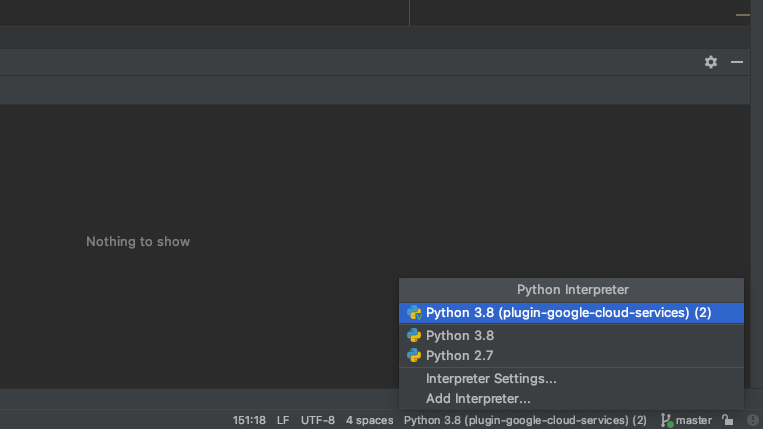 Nothing to show
Python Interpreter
Python 3.8 (plugin-google-cloud-services) (2)
Python 3.8
Python 2.7
Interpreter Settings...
Add Interpreter...
151:18 LF UTF-8 4 spaces Python 3.8 (plugin-google-cloud-services) (2) master